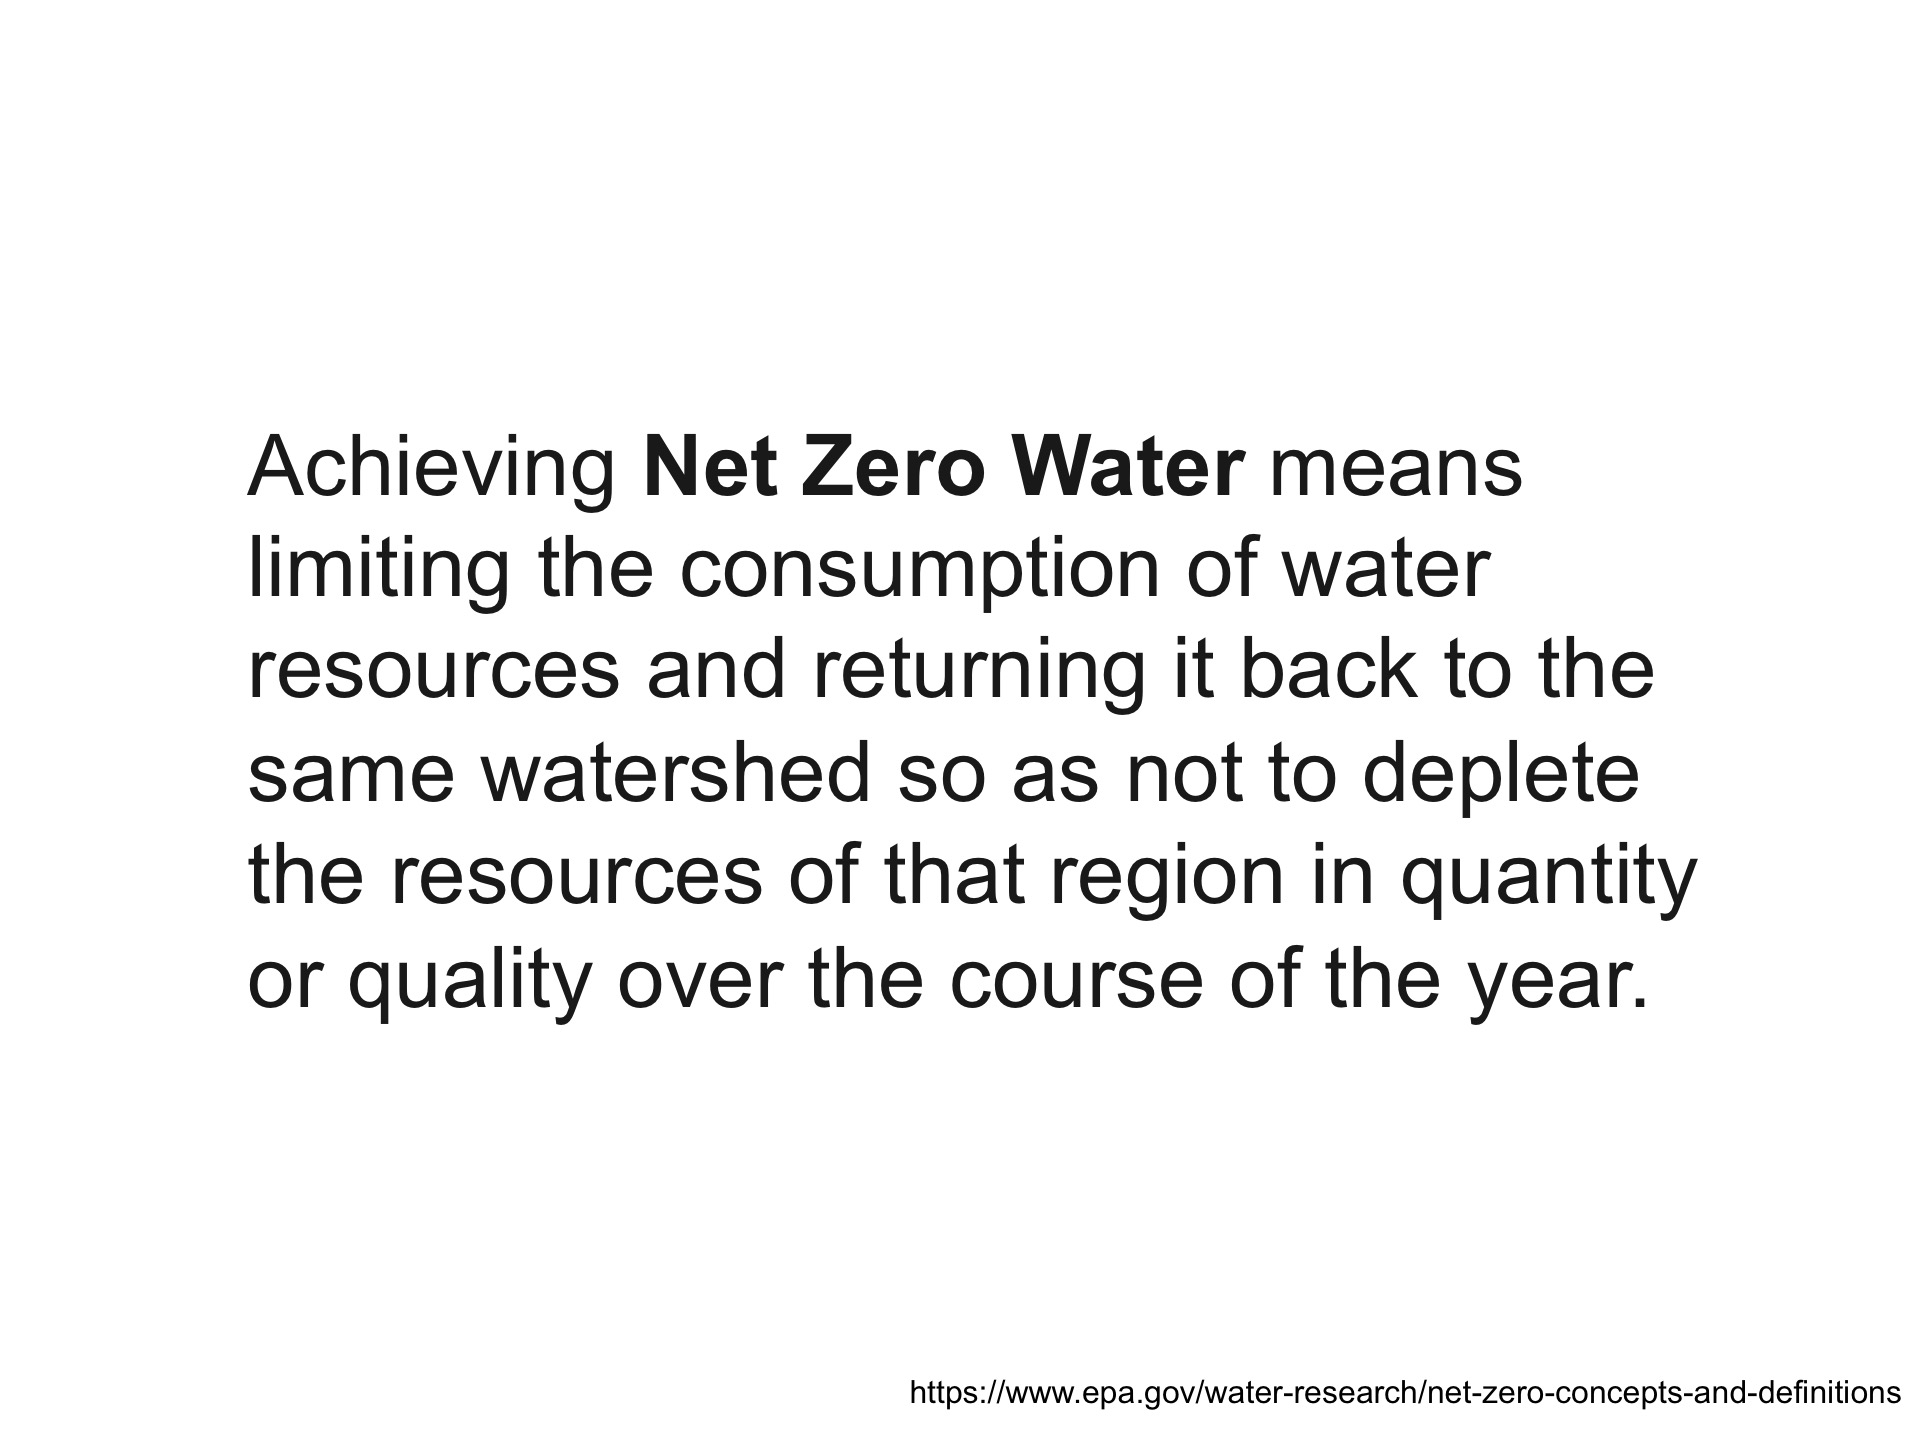 Achieving Net Zero Water means
limiting the consumption of water
resources and returning it back to the
same watershed so as not to deplete
the resources of that region in quantity
or quality over the course of the year.
https://www.epa.gov/water-research/net-zero-concepts-and-definitions